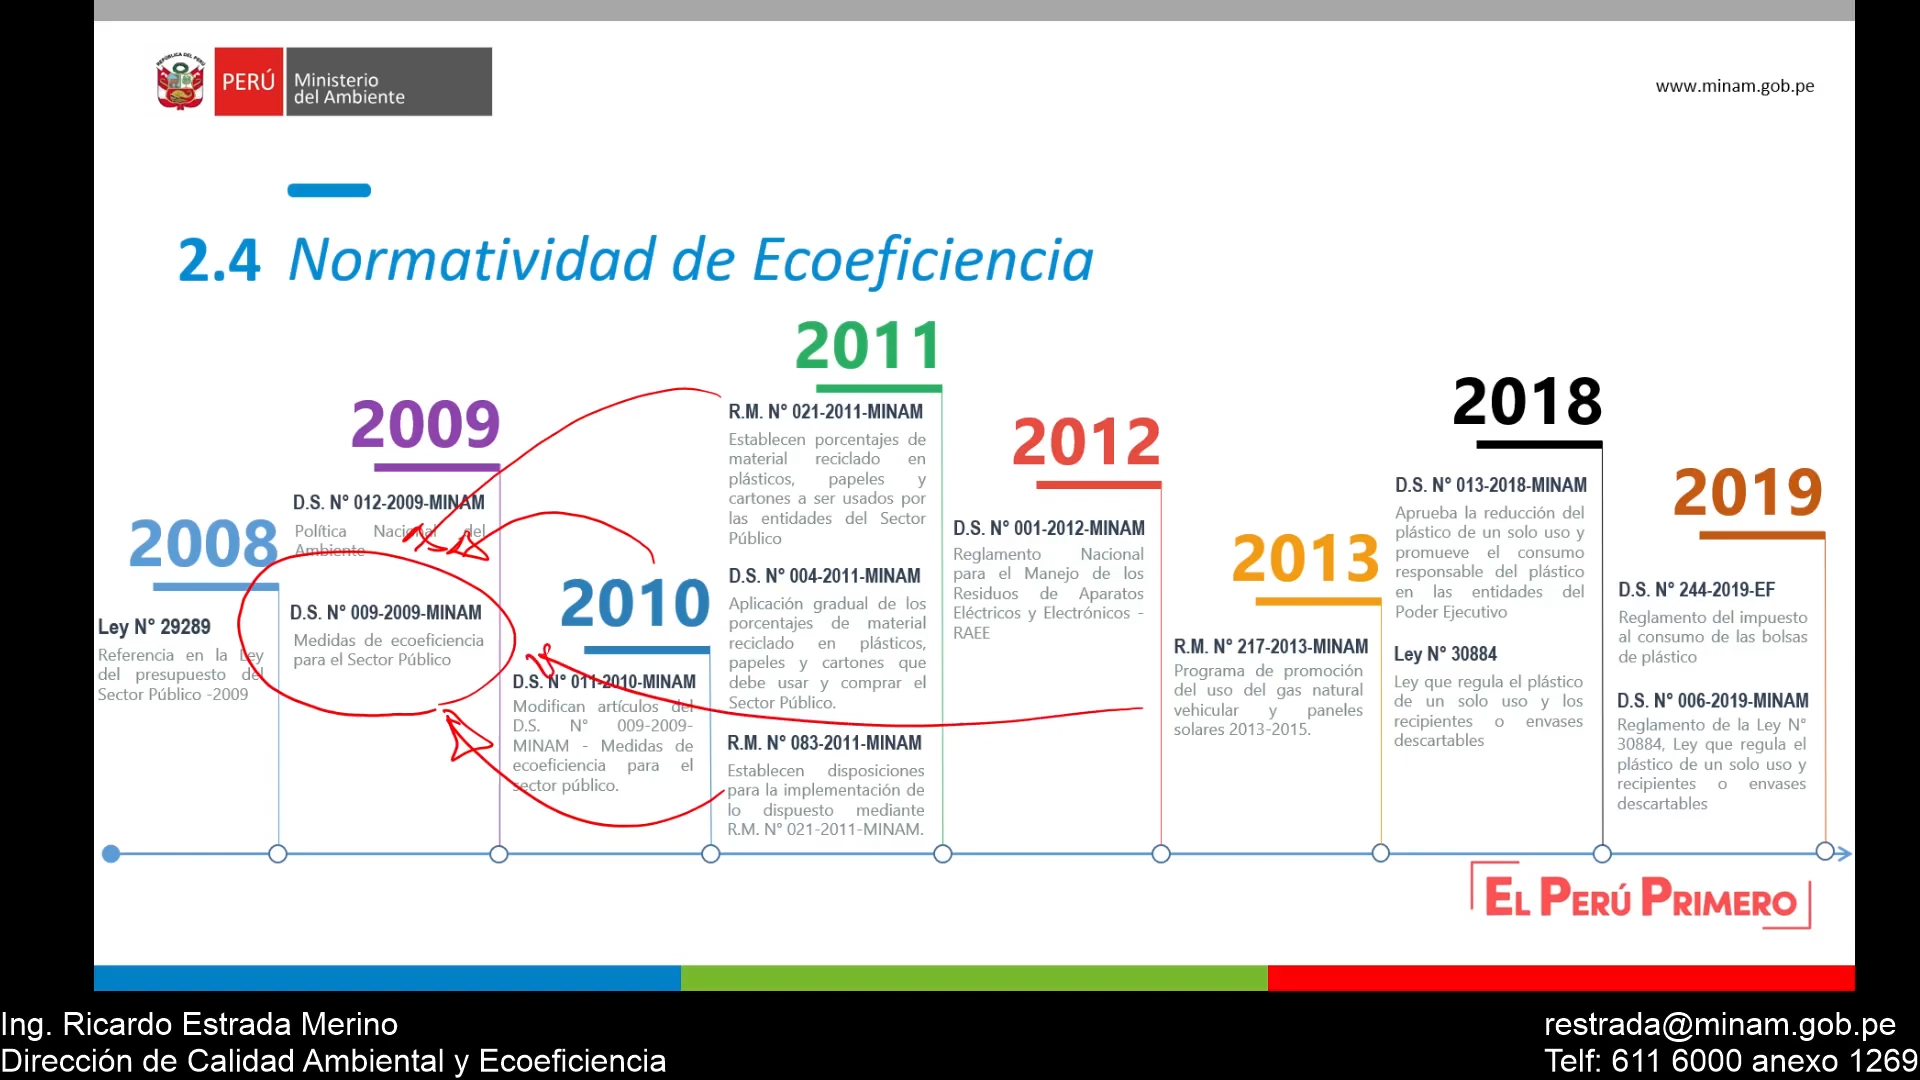 REPÚBLICA DEL PERÚ
PERÚ
Ministerio
del Ambiente
www.minam.gob.pe
2.4 Normatividad de Ecoeficiencia
2008
Ley N° 29289
Referencia en la Ley
del presupuesto del
Sector Público -2009
2009
D.S. N° 012-2009-MINAM
Política Nacional del
Ambiente
D.S. N° 009-2009-MINAM
Medidas de ecoeficiencia
para el Sector Público
2010
D.S. N° 011-2010-MINAM
Modifican artículos del
D.S. N° 009-2009-
MINAM - Medidas de
ecoeficiencia para el
sector público.
2011
R.M. N° 021-2011-MINAM
Establecen porcentajes de
material reciclado en
plásticos, papeles y
cartones a ser usados por
las entidades del Sector
Público
D.S. N° 004-2011-MINAM
Aplicación gradual de los
porcentajes de material
reciclado en plásticos,
papeles y cartones que
debe usar y comprar el
Sector Público.
R.M. N° 083-2011-MINAM
Establecen disposiciones
para la implementación de
lo dispuesto mediante
R.M. N° 021-2011-MINAM.
2012
D.S. N° 001-2012-MINAM
Reglamento Nacional
para el Manejo de los
Residuos de Aparatos
Eléctricos y Electrónicos -
RAEE
2013
R.M. N° 217-2013-MINAM
Programa de promoción
del uso del gas natural
vehicular y paneles
solares 2013-2015.
2018
D.S. N° 013-2018-MINAM
Aprueba la reducción del
plástico de un solo uso y
promueve el consumo
responsable del plástico
en las entidades del
Poder Ejecutivo
Ley N° 30884
Ley que regula el plástico
de un solo uso y los
recipientes o envases
descartables
2019
D.S. N° 244-2019-EF
Reglamento del impuesto
al consumo de las bolsas
de plástico
D.S. N° 006-2019-MINAM
Reglamento de la Ley N°
30884, Ley que regula el
plástico de un solo uso y
recipientes o envases
descartables
EL PERÚ PRIMERO
Ing. Ricardo Estrada Merino
Dirección de Calidad Ambiental y Ecoeficiencia
restrada@minam.gob.pe
Telf: 611 6000 anexo 1269